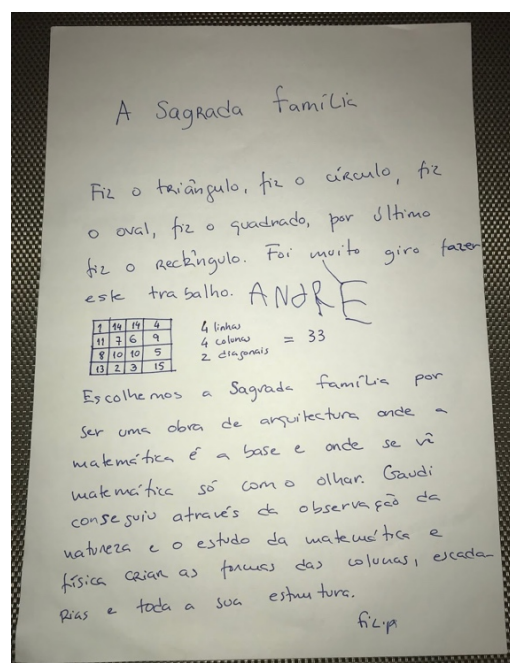 A Sagrada família
Fiz o triângulo, fiz o círculo, fiz
o oval, fiz o quadrado, por último
fiz o rectângulo. Foi muito giro fazer
este trabalho. ANdRE
1 14 14 4
11 7 6 9
8 10 10 5
13 2 3 15
4 linhas
4 colunas
2 diagonais
= 33
Escolhemos a Sagrada família por
ser uma obra de arquitectura onde a
matemática é a base e onde se vê
matemática só com o olhar. Gaudi
conseguiu através da observação da
natureza e o estudo da matemática e
física criar as formas das colunas, escada
rias e toda a sua estrutura.